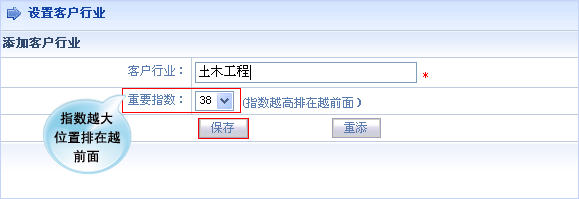 设置客户行业
添加客户行业
客户行业： 土木工程 *
重要指数： 38 (指数越高排在越前面）
指数越大
位置排在越
前面
保存 重添